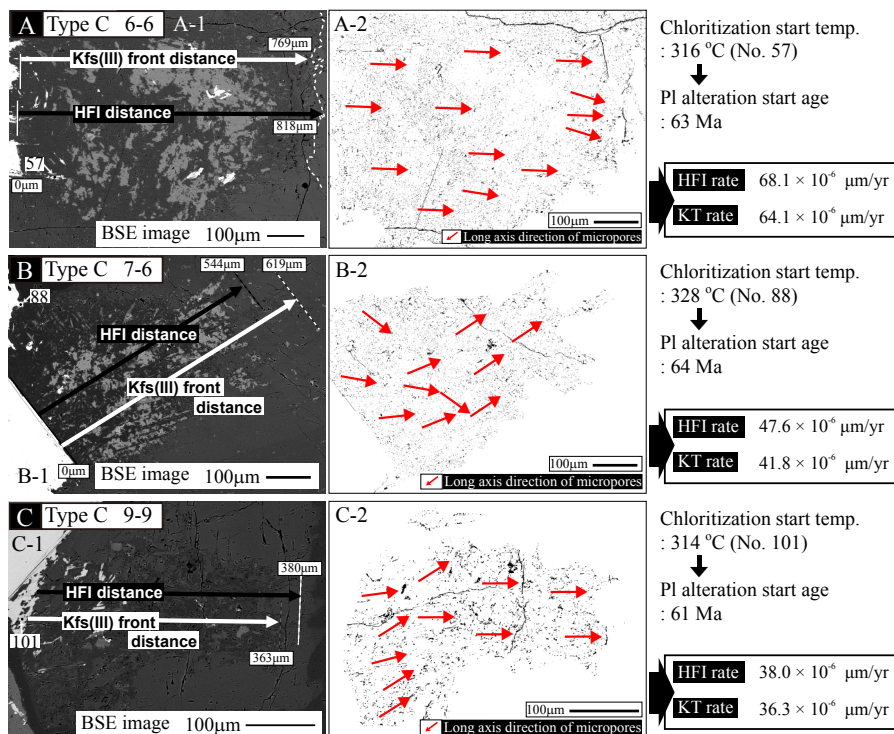 A Type C 6-6
A-1
769μm
Kfs(III) front distance
HFI distance
818μm
57
0μm
BSE image 100μm
A-2
100μm
Long axis direction of micropores
Chloritization start temp.
: 316 °C (No. 57)
Pl alteration start age
: 63 Ma
HFI rate 68.1 × 10⁻⁶ μm/yr
KT rate 64.1 × 10⁻⁶ μm/yr
B Type C 7-6
544μm
619μm
88
HFI distance
Kfs(III) front
distance
B-1
0μm
BSE image 100μm
B-2
100μm
Long axis direction of micropores
Chloritization start temp.
: 328 °C (No. 88)
Pl alteration start age
: 64 Ma
HFI rate 47.6 × 10⁻⁶ μm/yr
KT rate 41.8 × 10⁻⁶ μm/yr
C Type C 9-9
C-1
380μm
HFI distance
Kfs(III) front
distance
101
363μm
BSE image 100μm
C-2
100μm
Long axis direction of micropores
Chloritization start temp.
: 314 °C (No. 101)
Pl alteration start age
: 61 Ma
HFI rate 38.0 × 10⁻⁶ μm/yr
KT rate 36.3 × 10⁻⁶ μm/yr